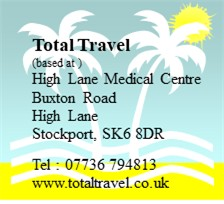 Total Travel
(based at )
High Lane Medical Centre
Buxton Road
High Lane
Stockport, SK6 8DR
Tel : 07736 794813
www.totaltravel.co.uk